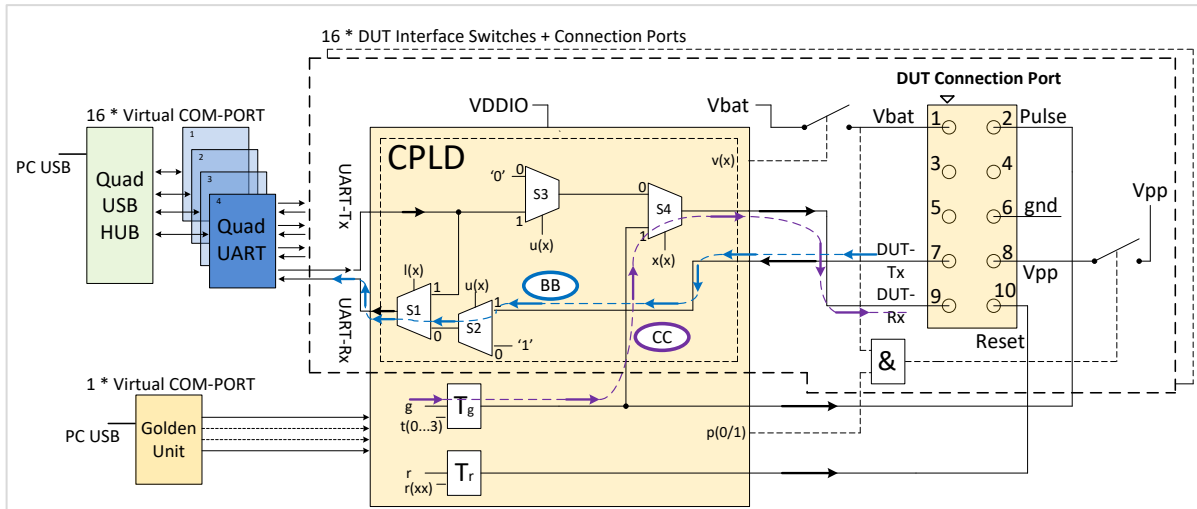 16 * DUT Interface Switches + Connection Ports
DUT Connection Port
16 * Virtual COM-PORT
PC USB
Quad
USB
HUB
1
2
3
4
Quad
UART
UART-Tx
UART-Rx
VDDIO
CPLD
'0'
0
1
S3
u(x)
0
1
S4
x(x)
l(x)
S1
1
0
u(x)
S2
1
0
'1'
BB
CC
v(x)
Vbat
Vbat
1
2
Pulse
3
4
5
6
gnd
7
8
Vpp
Vpp
9
10
DUT-
Tx
DUT-
Rx
Reset
&
1 * Virtual COM-PORT
PC USB
Golden
Unit
g
t(0...3)
Tg
p(0/1)
r
r(xx)
Tr